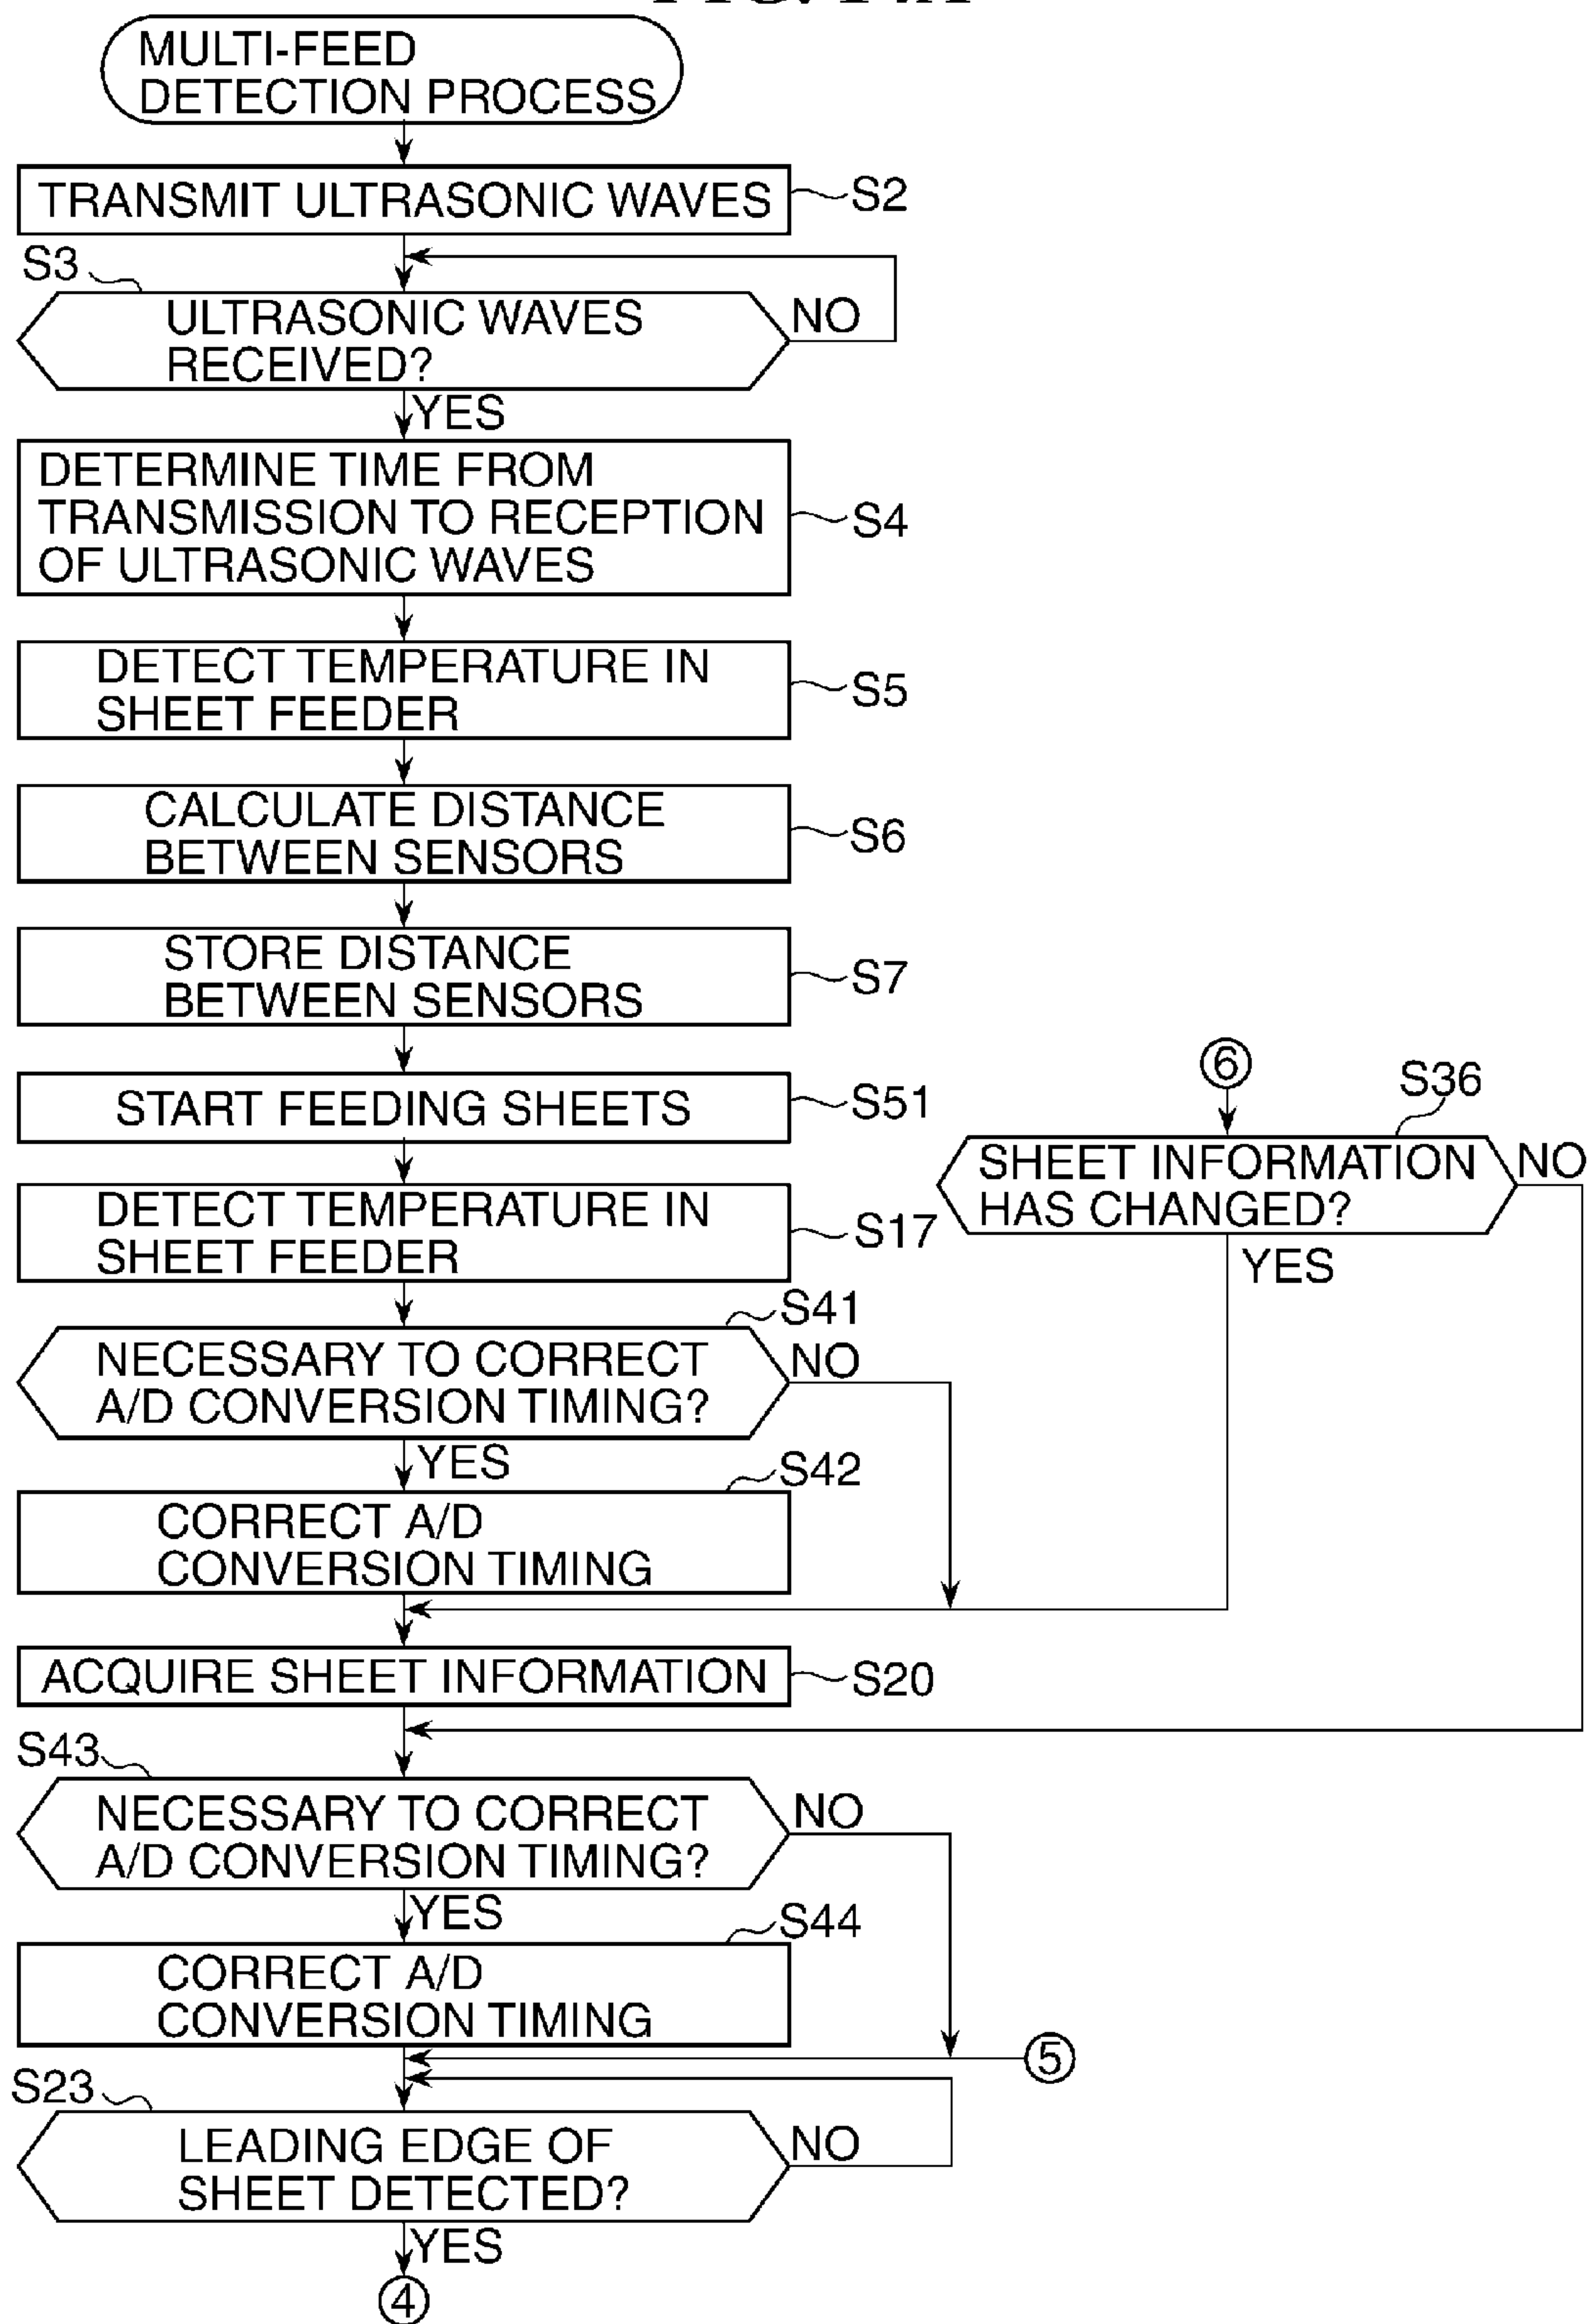 MULTI-FEED
DETECTION PROCESS
TRANSMIT ULTRASONIC WAVES
S2
S3
ULTRASONIC WAVES
RECEIVED?
NO
YES
DETERMINE TIME FROM
TRANSMISSION TO RECEPTION
OF ULTRASONIC WAVES
S4
DETECT TEMPERATURE IN
SHEET FEEDER
S5
CALCULATE DISTANCE
BETWEEN SENSORS
S6
STORE DISTANCE
BETWEEN SENSORS
S7
START FEEDING SHEETS
S51
6
S36
SHEET INFORMATION
HAS CHANGED?
NO
YES
DETECT TEMPERATURE IN
SHEET FEEDER
S17
S41
NECESSARY TO CORRECT
A/D CONVERSION TIMING?
NO
YES
S42
CORRECT A/D
CONVERSION TIMING
ACQUIRE SHEET INFORMATION
S20
S43
NECESSARY TO CORRECT
A/D CONVERSION TIMING?
NO
YES
S44
CORRECT A/D
CONVERSION TIMING
5
S23
LEADING EDGE OF
SHEET DETECTED?
NO
YES
4